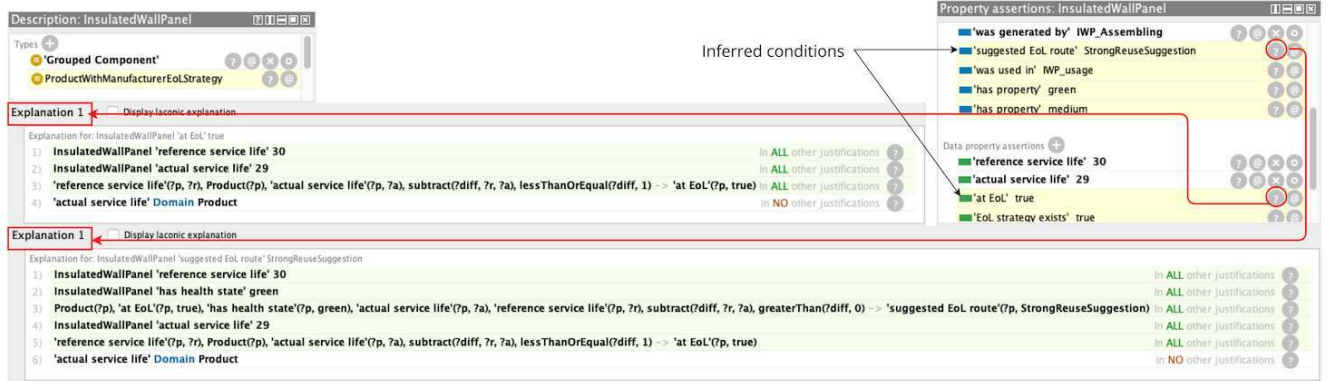 Description: InsulatedWallPanel
Types
'Grouped Component'
ProductWithManufacturerEoLStrategy
Inferred conditions
Property assertions: InsulatedWallPanel
'was generated by' IWP_Assembling
'suggested EoL route' StrongReuseSuggestion
'was used in' IWP_usage
'has property' green
'has property' medium
Data property assertions
'reference service life' 30
'actual service life' 29
'at EoL' true
'EoL strategy exists' true
Explanation 1 Display laconic explanation
Explanation for: InsulatedWallPanel 'at EoL' true
1) InsulatedWallPanel 'reference service life' 30 In ALL other justifications
2) InsulatedWallPanel 'actual service life' 29 In ALL other justifications
3) 'reference service life'(?p, ?r), Product(?p), 'actual service life'(?p, ?a), subtract(?diff, ?r, ?a), lessThanOrEqual(?diff, 1) -> 'at EoL'(?p, true) In ALL other justifications
4) 'actual service life' Domain Product In NO other justifications
Explanation 1 Display laconic explanation
Explanation for: InsulatedWallPanel 'suggested EoL route' StrongReuseSuggestion
1) InsulatedWallPanel 'reference service life' 30 In ALL other justifications
2) InsulatedWallPanel 'has health state' green In ALL other justifications
3) Product(?p), 'at EoL'(?p, true), 'has health state'(?p, green), 'actual service life'(?p, ?a), 'reference service life'(?p, ?r), subtract(?diff, ?r, ?a), greaterThan(?diff, 0) -> 'suggested EoL route'(?p, StrongReuseSuggestion) In ALL other justifications
4) InsulatedWallPanel 'actual service life' 29 In ALL other justifications
5) 'reference service life'(?p, ?r), Product(?p), 'actual service life'(?p, ?a), subtract(?diff, ?r, ?a), lessThanOrEqual(?diff, 1) -> 'at EoL'(?p, true) In ALL other justifications
6) 'actual service life' Domain Product In NO other justifications